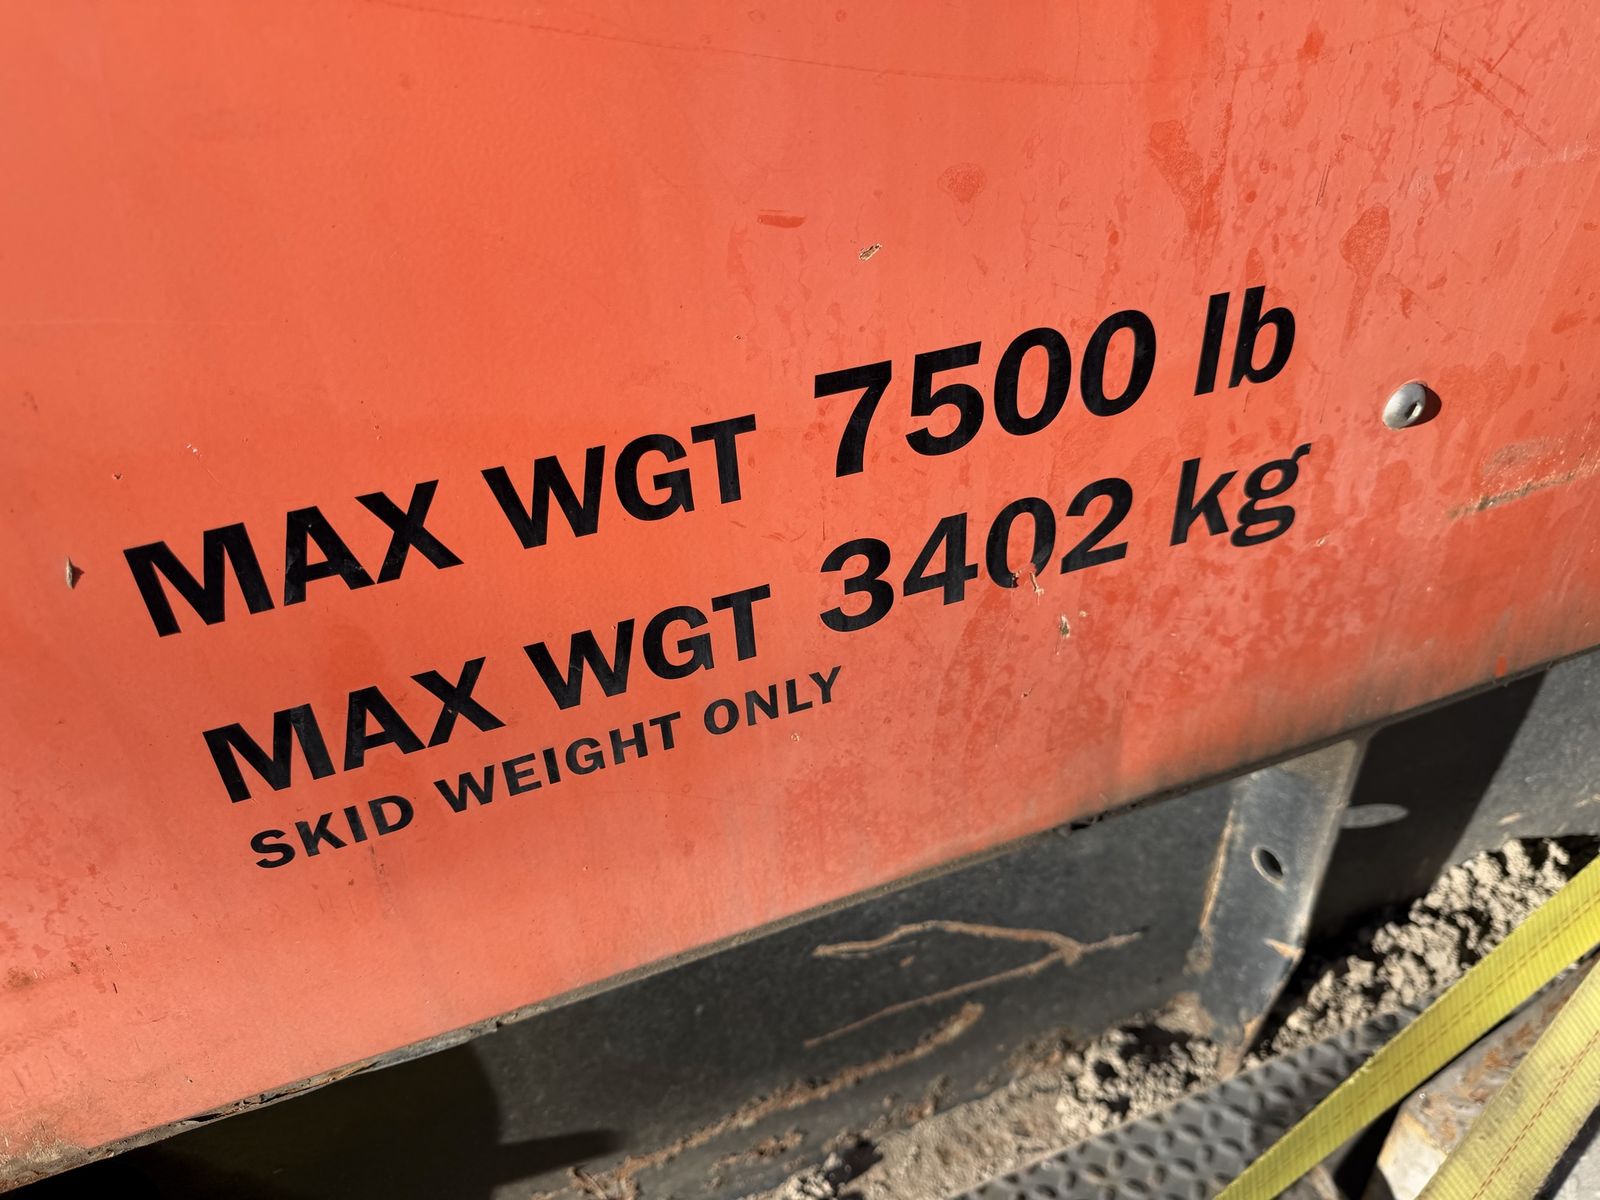 MAX WGT 7500 lb
MAX WGT 3402 kg
SKID WEIGHT ONLY